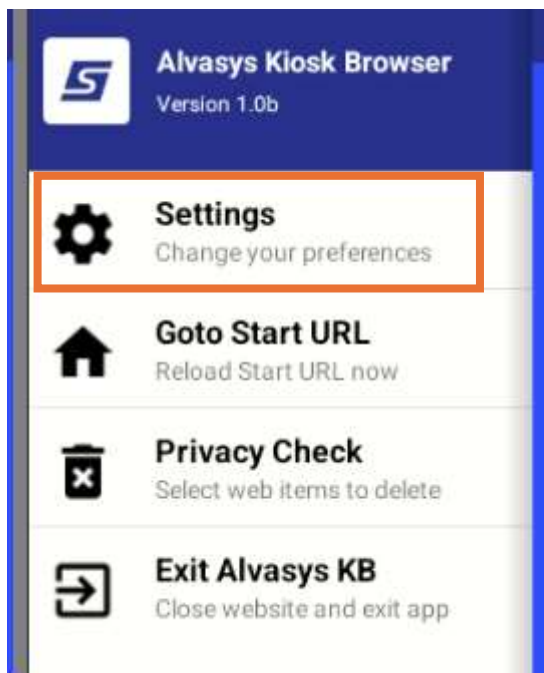 Alvasys Kiosk Browser
Version 1.0b
Settings
Change your preferences
Goto Start URL
Reload Start URL now
Privacy Check
Select web items to delete
Exit Alvasys KB
Close website and exit app